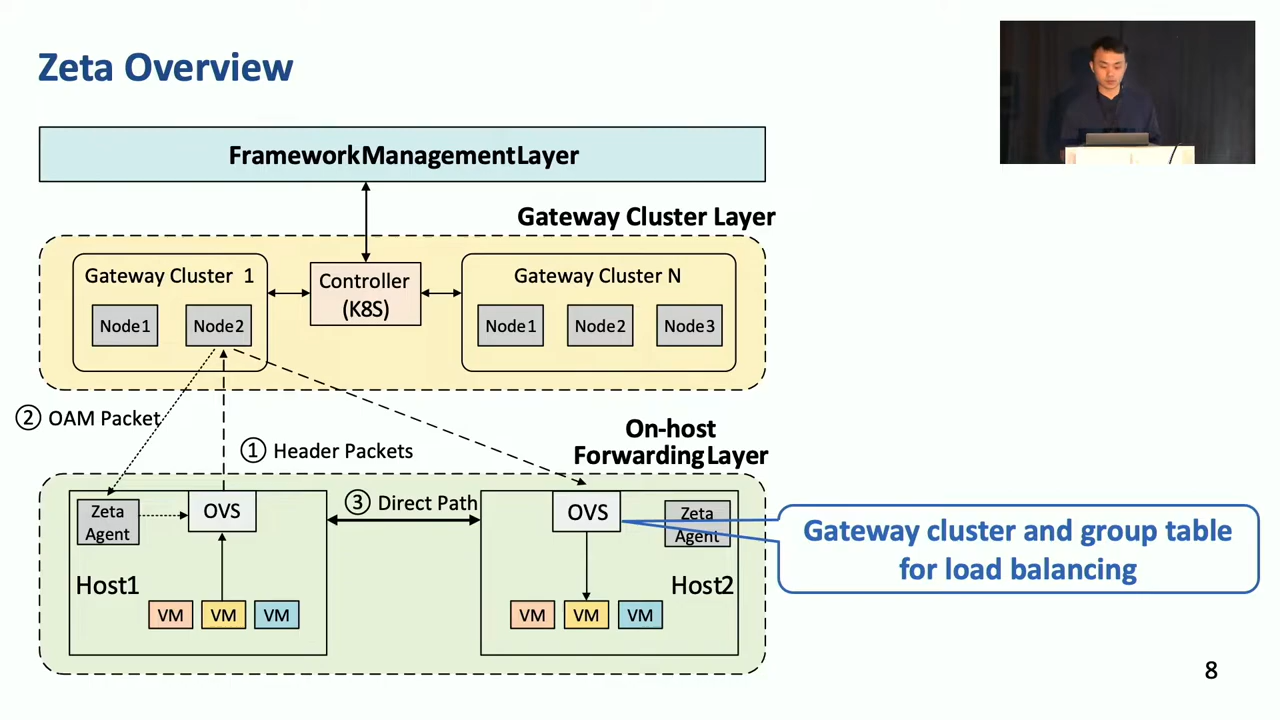 Zeta Overview
FrameworkManagementLayer
Gateway Cluster Layer
Gateway Cluster 1
Controller
(K8S)
Gateway Cluster N
Node1
Node2
Node1
Node2
Node3
② OAM Packet
① Header Packets
On-host
ForwardingLayer
Zeta
Agent
OVS
③ Direct Path
OVS
Zeta
Agent
Gateway cluster and group table
for load balancing
Host1
Host2
VM
VM
VM
VM
VM
VM
8